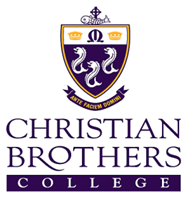 ANTE FACIEM DOMINI
CHRISTIAN
BROTHERS
COLLEGE